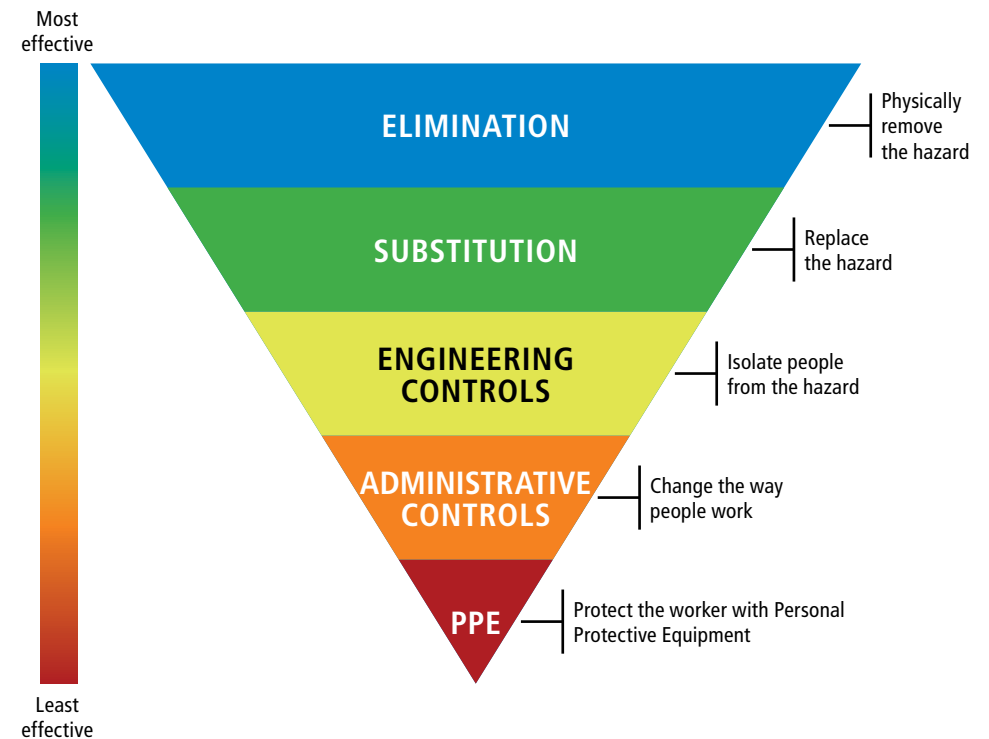 Most
effective
ELIMINATION
Physically
remove
the hazard
SUBSTITUTION
Replace
the hazard
ENGINEERING
CONTROLS
Isolate people
from the hazard
ADMINISTRATIVE
CONTROLS
Change the way
people work
PPE
Protect the worker with Personal
Protective Equipment
Least
effective